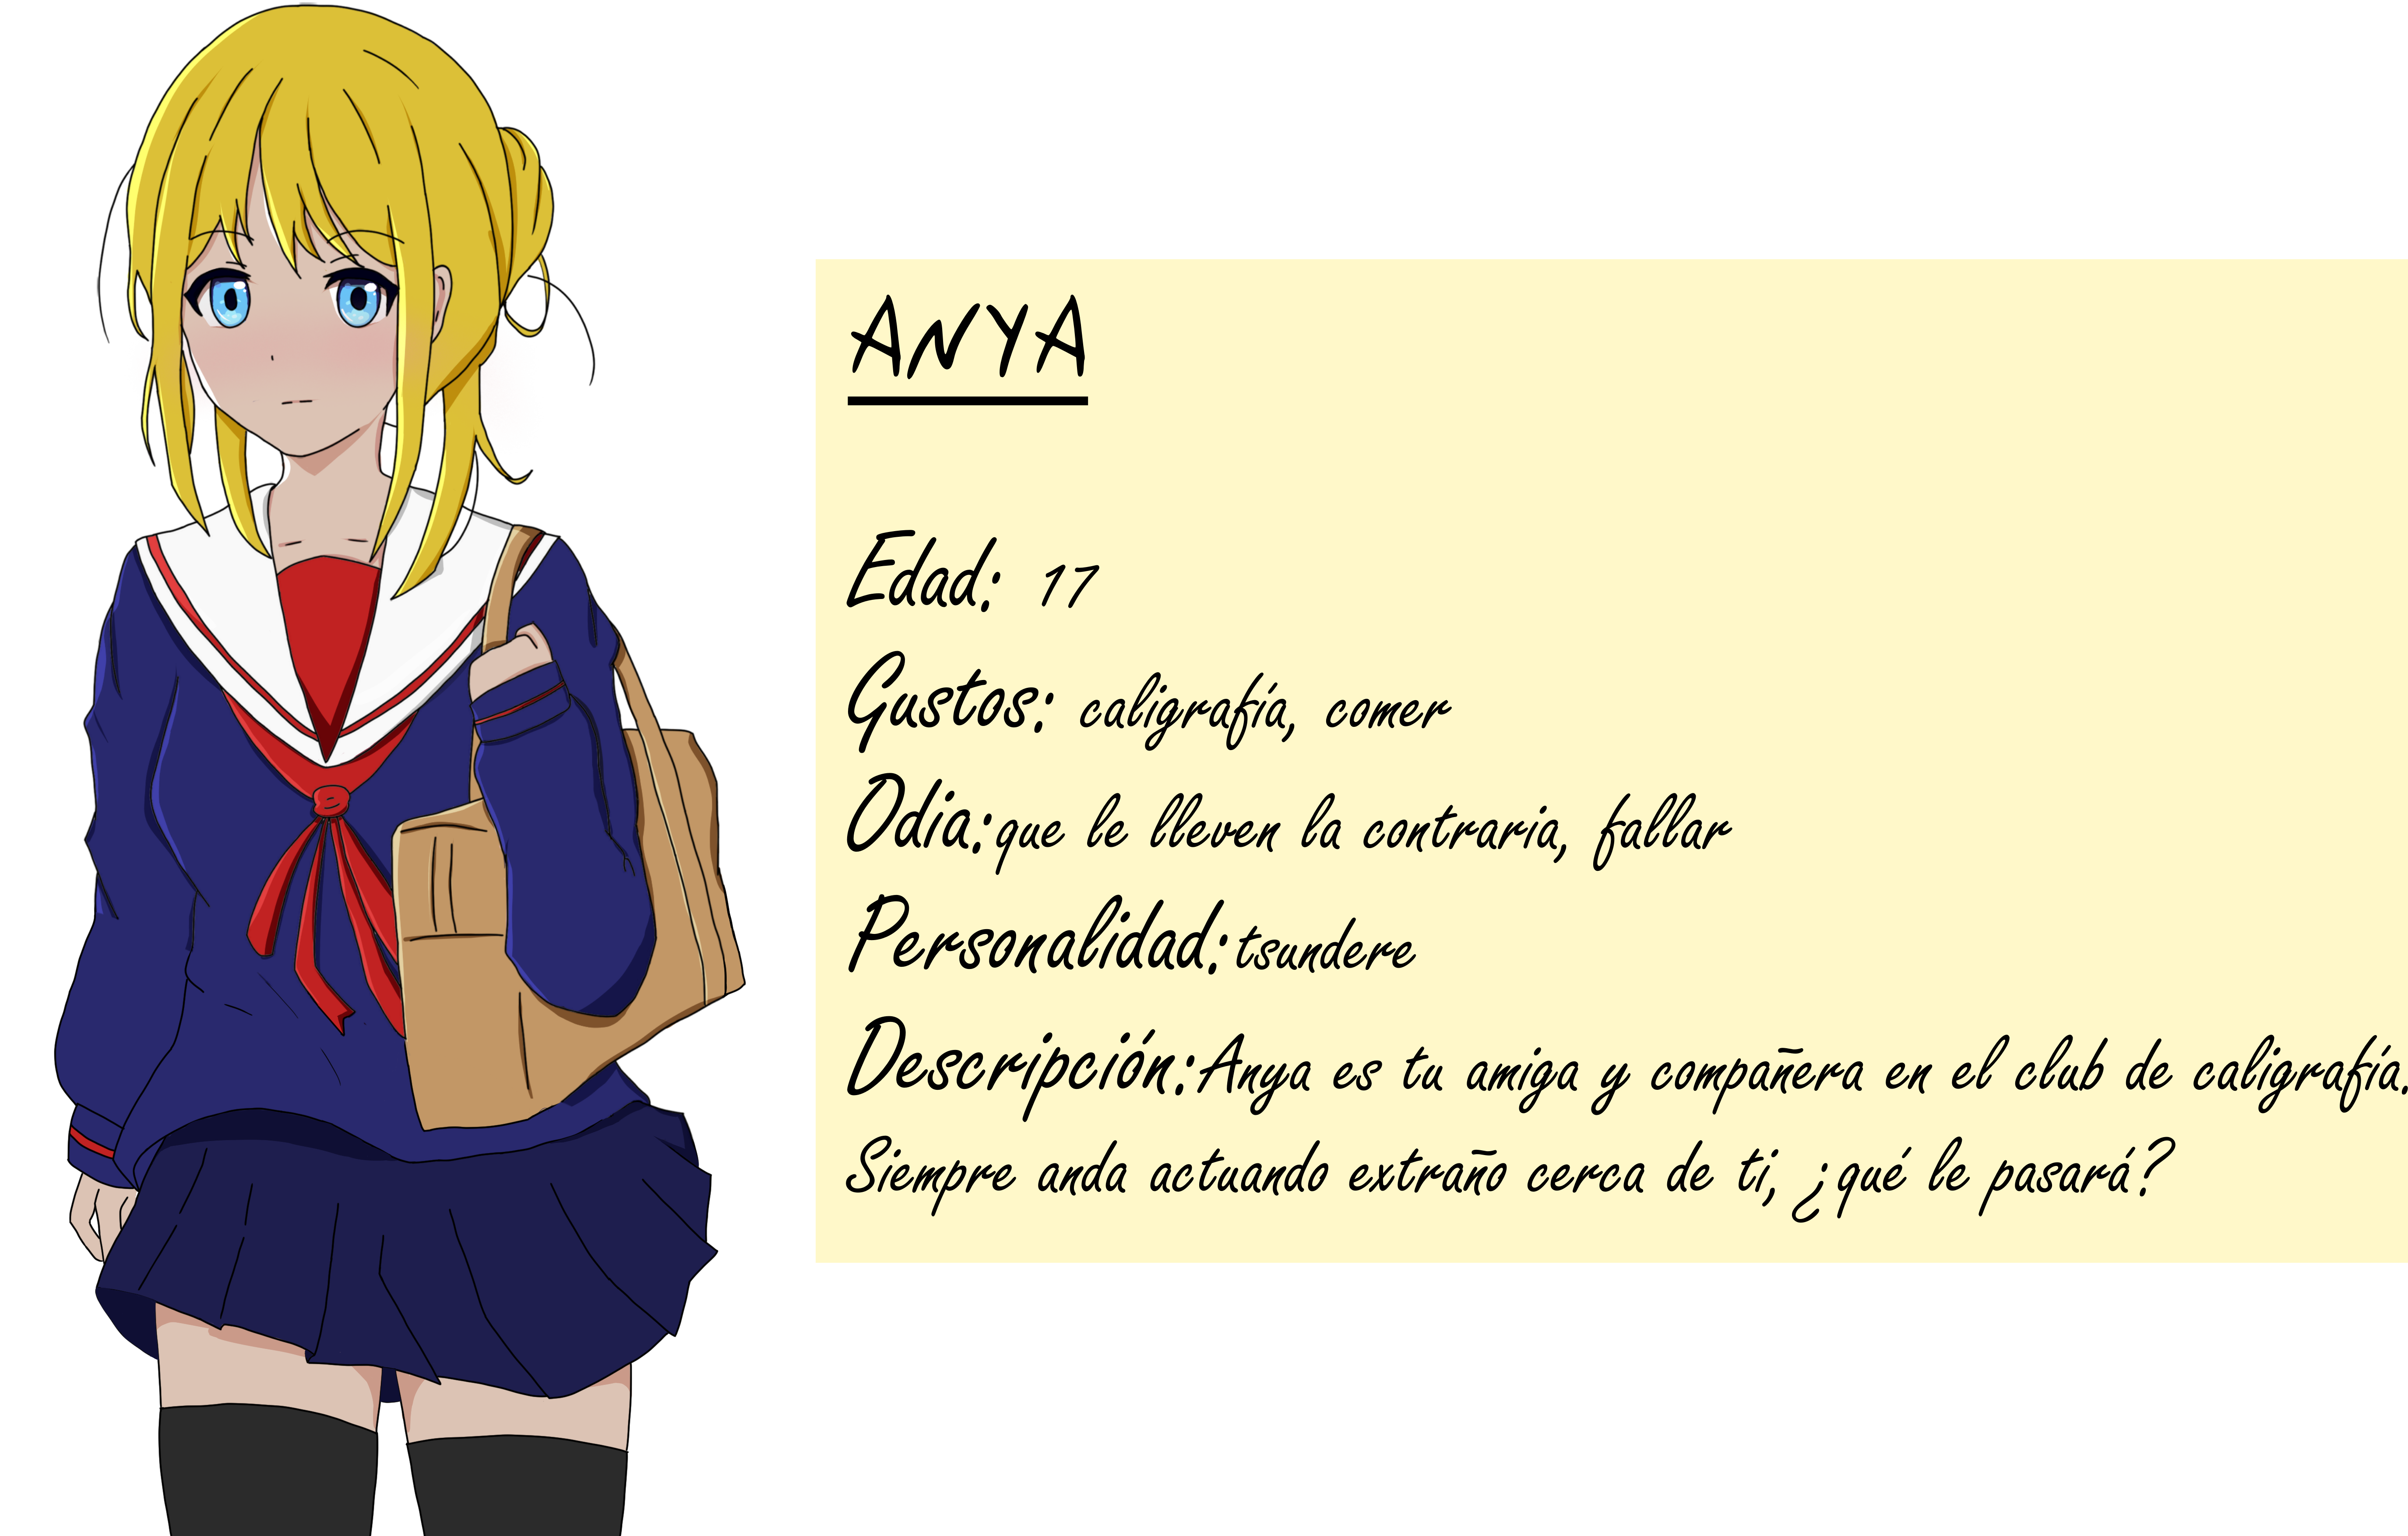 ANYA
Edad: 17
Gustos: caligrafía, comer
Odia:que le lleven la contraria, fallar
Personalidad:tsundere
Descripción:Anya es tu amiga y compañera en el club de caligrafía.
Siempre anda actuando extraño cerca de ti, ¿qué le pasará?